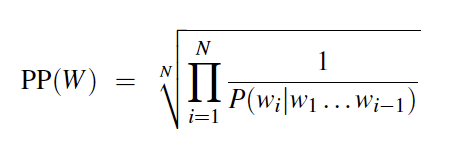 PP(W) = \sqrt[N]{\prod_{i=1}^{N} \frac{1}{P(w_i|w_1 \ldots w_{i-1})}}